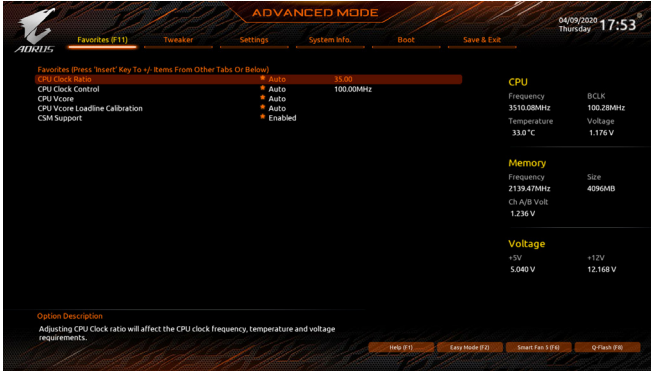 ADVANCED MODE
04/09/2020 Thursday 17:53
AORUS
Favorites (F11) Tweaker Settings System Info. Boot Save & Exit
Favorites (Press 'Insert' Key To +/- Items From Other Tabs Or Below)
CPU Clock Ratio Auto 35.00
CPU Clock Control Auto 100.00MHz
CPU Vcore Auto
CPU Vcore Loadline Calibration Auto
CSM Support Enabled
CPU
Frequency BCLK
3510.08MHz 100.28MHz
Temperature Voltage
33.0 °C 1.176 V
Memory
Frequency Size
2139.47MHz 4096MB
Ch A/B Volt
1.236 V
Voltage
+5V +12V
5.040 V 12.168 V
Option Description
Adjusting CPU Clock ratio will affect the CPU clock frequency, temperature and voltage
requirements.
Help (F1) Easy Mode (F2) Smart Fan 5 (F6) Q-Flash (F8)